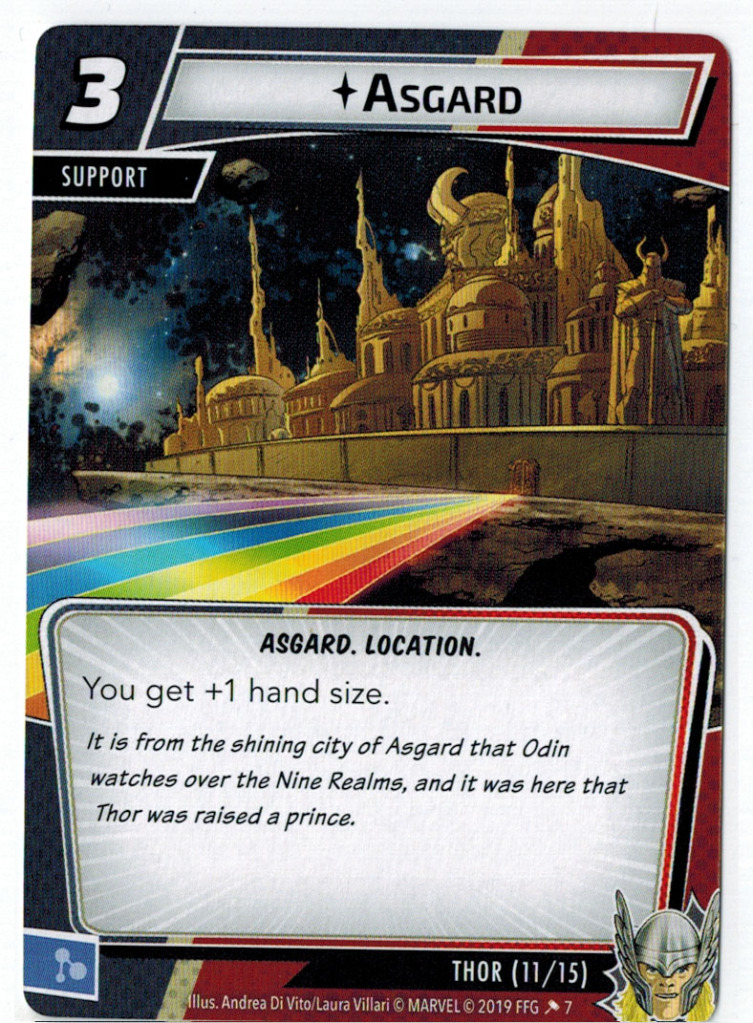 3
ASGARD
SUPPORT
ASGARD. LOCATION.
You get +1 hand size.
It is from the shining city of Asgard that Odin
watches over the Nine Realms, and it was here that
Thor was raised a prince.
THOR (11/15)
Illus. Andrea Di Vito/Laura Villari © MARVEL © 2019 FFG 7